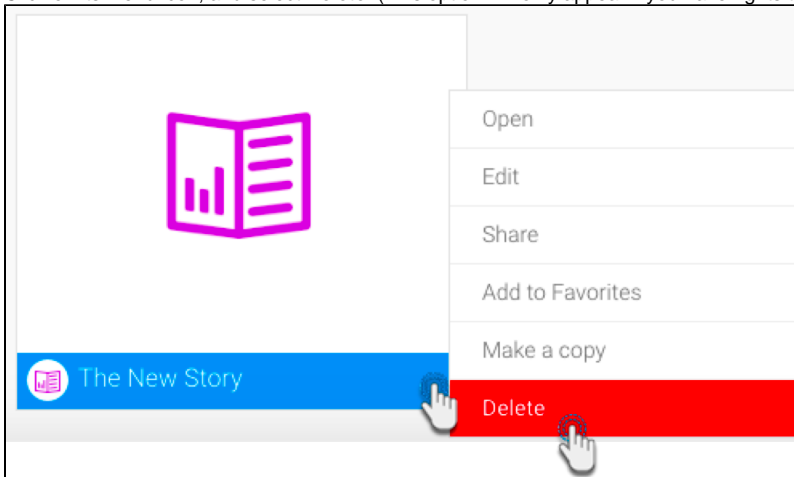 Open
Edit
Share
Add to Favorites
Make a copy
The New Story
Delete